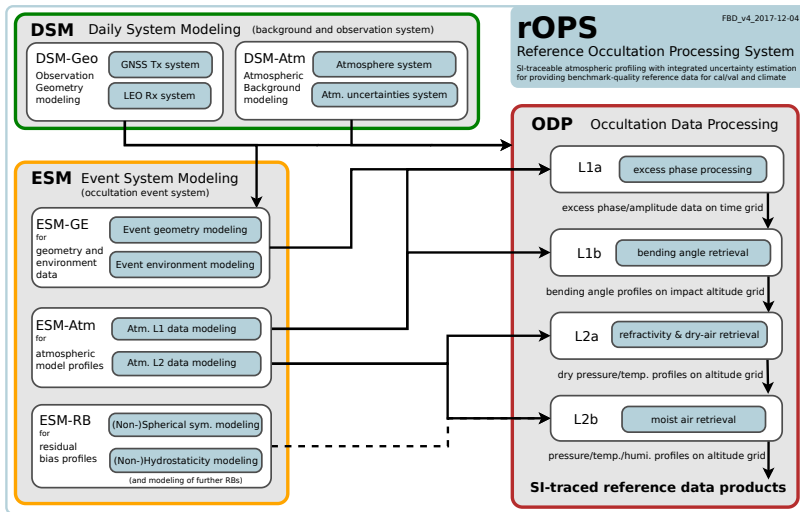 DSM Daily System Modeling (background and observation system)
DSM-Geo
Observation
Geometry
modeling
GNSS Tx system
LEO Rx system
DSM-Atm
Atmospheric
Background
modeling
Atmosphere system
Atm. uncertainties system
rOPS
FBD_v4_2017-12-04
Reference Occultation Processing System
SI-traceable atmospheric profiling with integrated uncertainty estimation
for providing benchmark-quality reference data for cal/val and climate
ESM Event System Modeling
(occultation event system)
ESM-GE
for
geometry and
environment
data
Event geometry modeling
Event environment modeling
ESM-Atm
for
atmospheric
model profiles
Atm. L1 data modeling
Atm. L2 data modeling
ESM-RB
for
residual
bias profiles
(Non-)Spherical sym. modeling
(Non-)Hydrostaticity modeling
(and modeling of further RBs)
ODP Occultation Data Processing
L1a
excess phase processing
excess phase/amplitude data on time grid
L1b
bending angle retrieval
bending angle profiles on impact altitude grid
L2a
refractivity & dry-air retrieval
dry pressure/temp. profiles on altitude grid
L2b
moist air retrieval
pressure/temp./humi. profiles on altitude grid
SI-traced reference data products